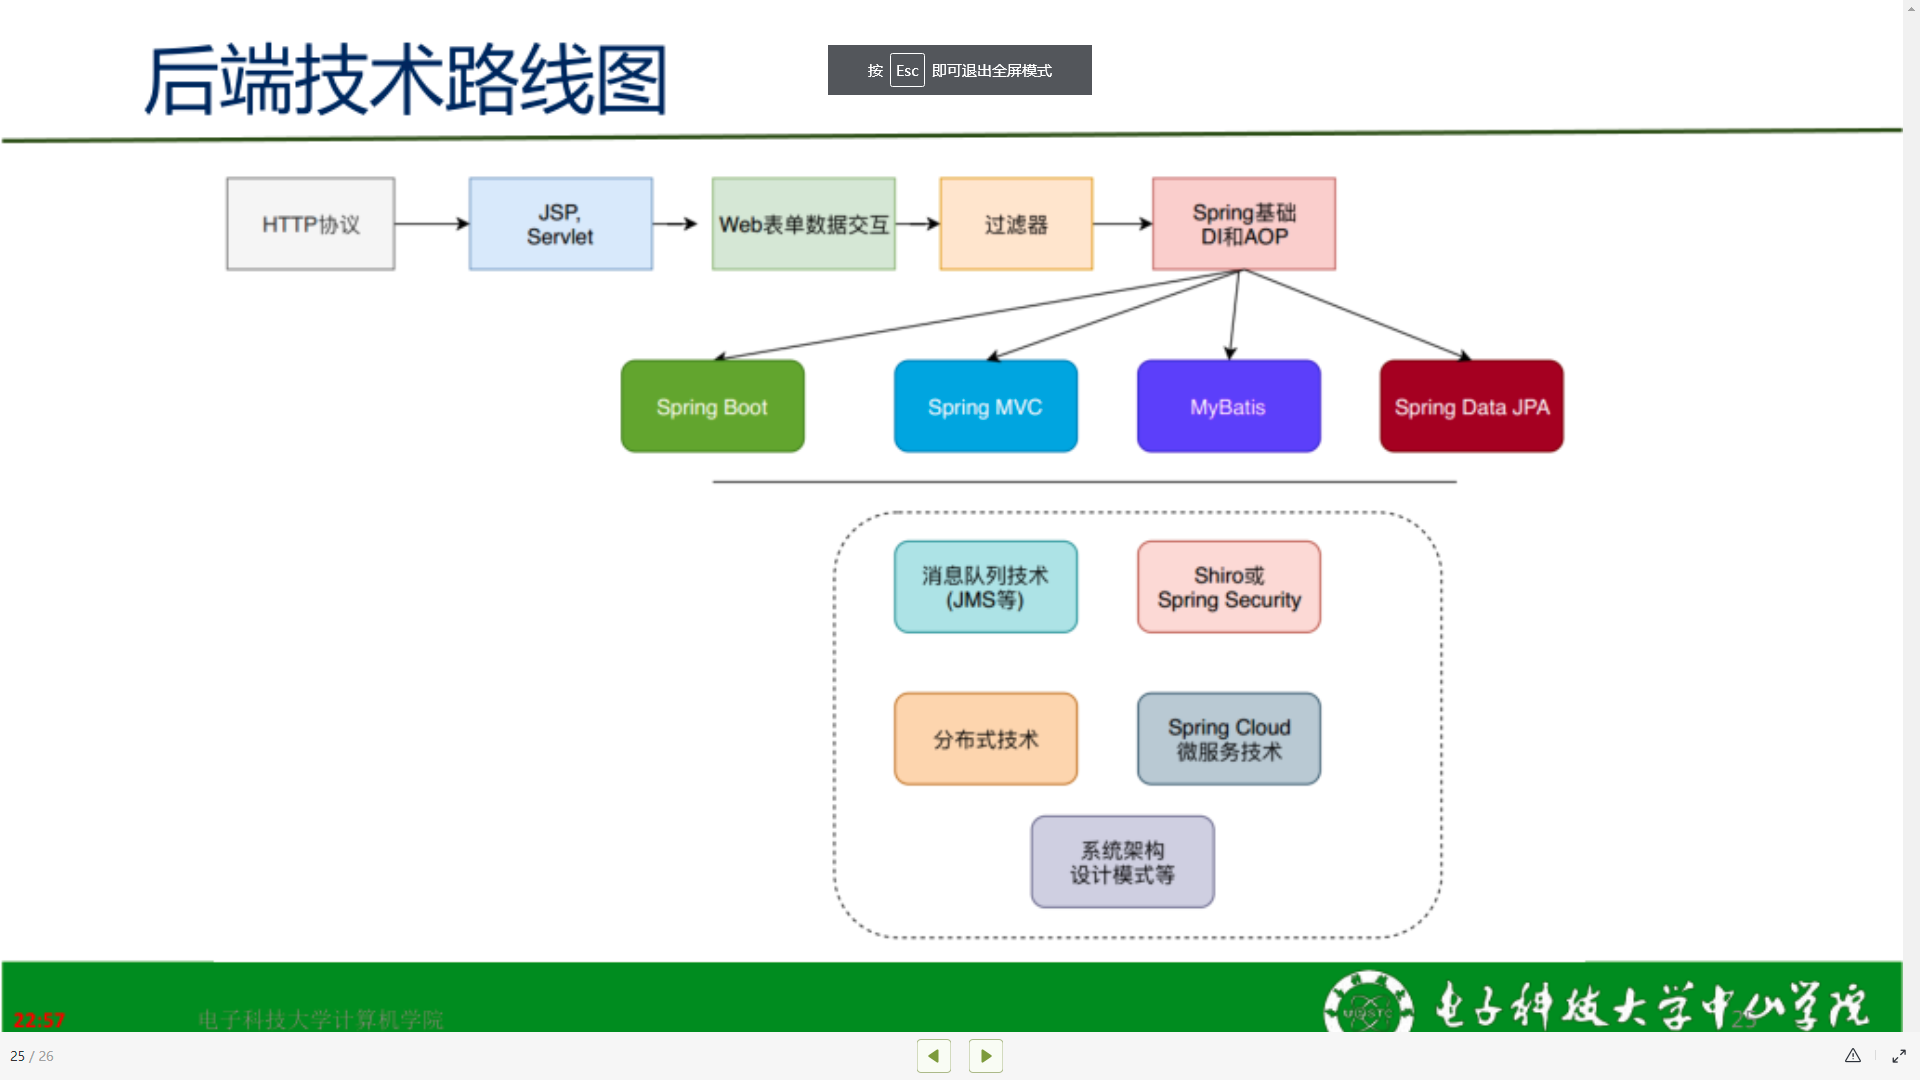 后端技术路线图
按 Esc 即可退出全屏模式
HTTP协议
JSP,
Servlet
Web表单数据交互
过滤器
Spring基础
DI和AOP
Spring Boot
Spring MVC
MyBatis
Spring Data JPA
消息队列技术
(JMS等)
Shiro或
Spring Security
分布式技术
Spring Cloud
微服务技术
系统架构
设计模式等
22:57
电子科技大学计算机学院
电子科技大学中山学院
25
25 / 26